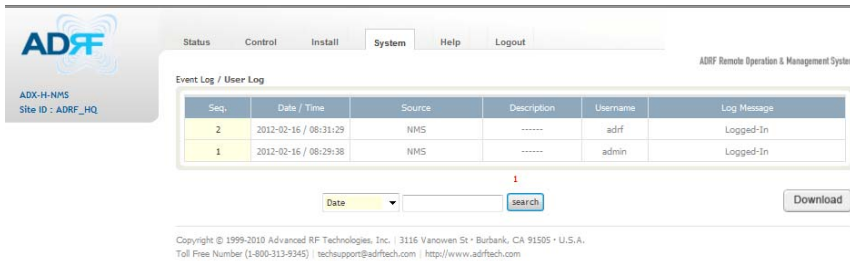 ADRF
Status Control Install System Help Logout
ADRF Remote Operation & Management Syste
ADX-H-NMS
Site ID : ADRF_HQ
Event Log / User Log
Seq. Date / Time Source Description Username Log Message
2 2012-02-16 / 08:31:29 NMS ------ adrf Logged-In
1 2012-02-16 / 08:29:38 NMS ------ admin Logged-In
1
Date search Download
Copyright © 1999-2010 Advanced RF Technologies, Inc. | 3116 Vanowen St • Burbank, CA 91505 • U.S.A.
Toll Free Number (1-800-313-9345) | techsupport@adrftech.com | http://www.adrftech.com